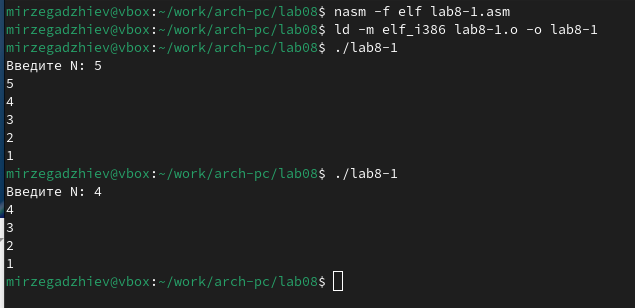 mirzegadzhiev@vbox:~/work/arch-pc/lab08$ nasm -f elf lab8-1.asm
mirzegadzhiev@vbox:~/work/arch-pc/lab08$ ld -m elf_i386 lab8-1.o -o lab8-1
mirzegadzhiev@vbox:~/work/arch-pc/lab08$ ./lab8-1
Введите N: 5
5
4
3
2
1
mirzegadzhiev@vbox:~/work/arch-pc/lab08$ ./lab8-1
Введите N: 4
4
3
2
1
mirzegadzhiev@vbox:~/work/arch-pc/lab08$